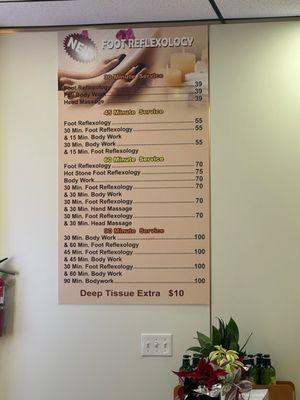 NEW
FOOT REFLEXOLOGY
30 Minute Service
Foot Reflexology 39
Full Body Work 39
Head Massage 39
45 Minute Service
Foot Reflexology 55
30 Min. Foot Reflexology 55
& 15 Min. Body Work
30 Min. Body Work 55
& 15 Min. Foot Reflexology
60 Minute Service
Foot Reflexology 70
Hot Stone Foot Reflexology 75
Body Work 70
30 Min. Foot Reflexology 70
& 30 Min. Body Work
30 Min. Foot Reflexology 70
& 30 Min. Hand Massage
30 Min. Foot Reflexology 70
& 30 Min. Head Massage
90 Minute Service
30 Min. Body Work 100
& 60 Min. Foot Reflexology
45 Min. Foot Reflexology 100
& 45 Min. Body Work
30 Min. Foot Reflexology 100
& 60 Min. Body Work
90 Min. Bodywork 100
Deep Tissue Extra $10